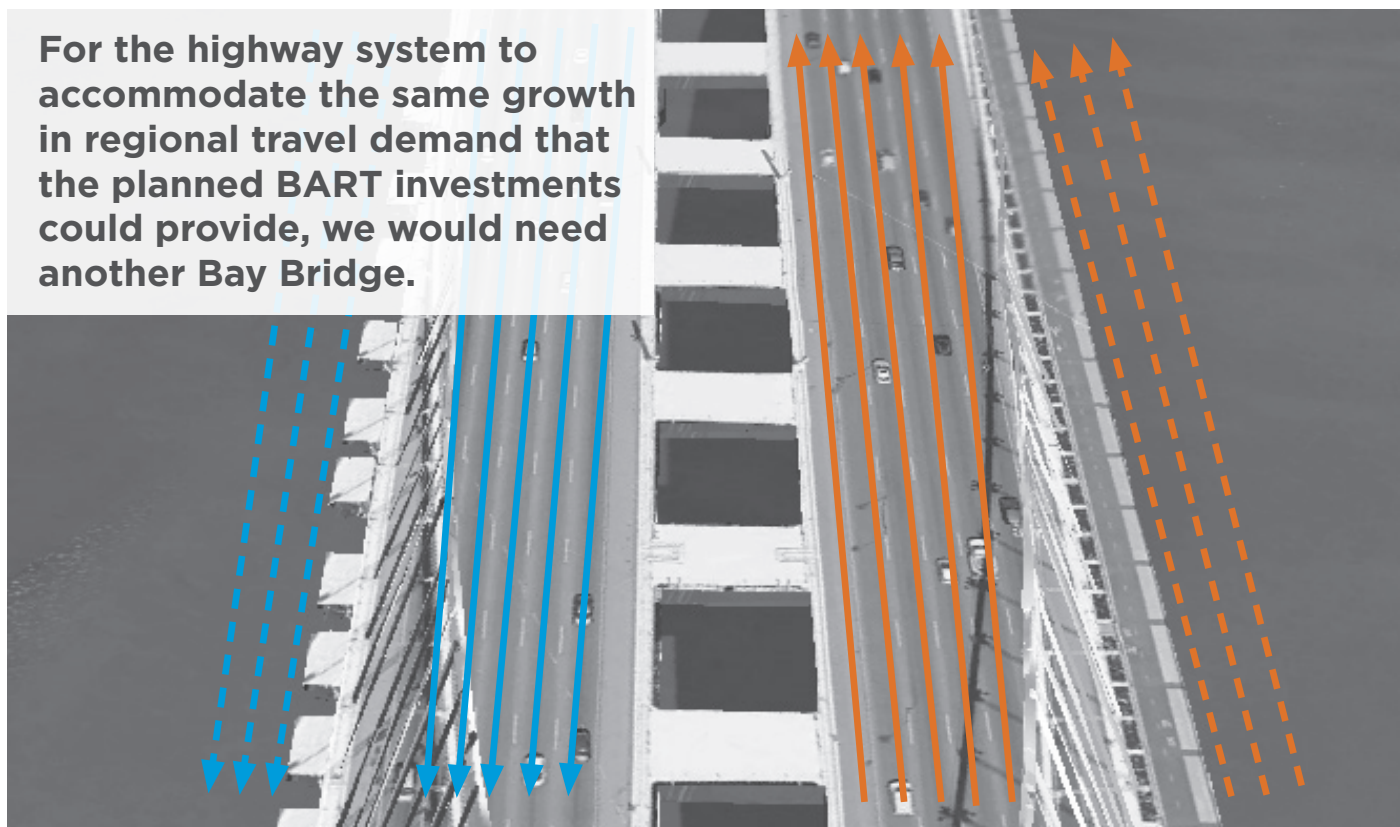 For the highway system to
accommodate the same growth
in regional travel demand that
the planned BART investments
could provide, we would need
another Bay Bridge.